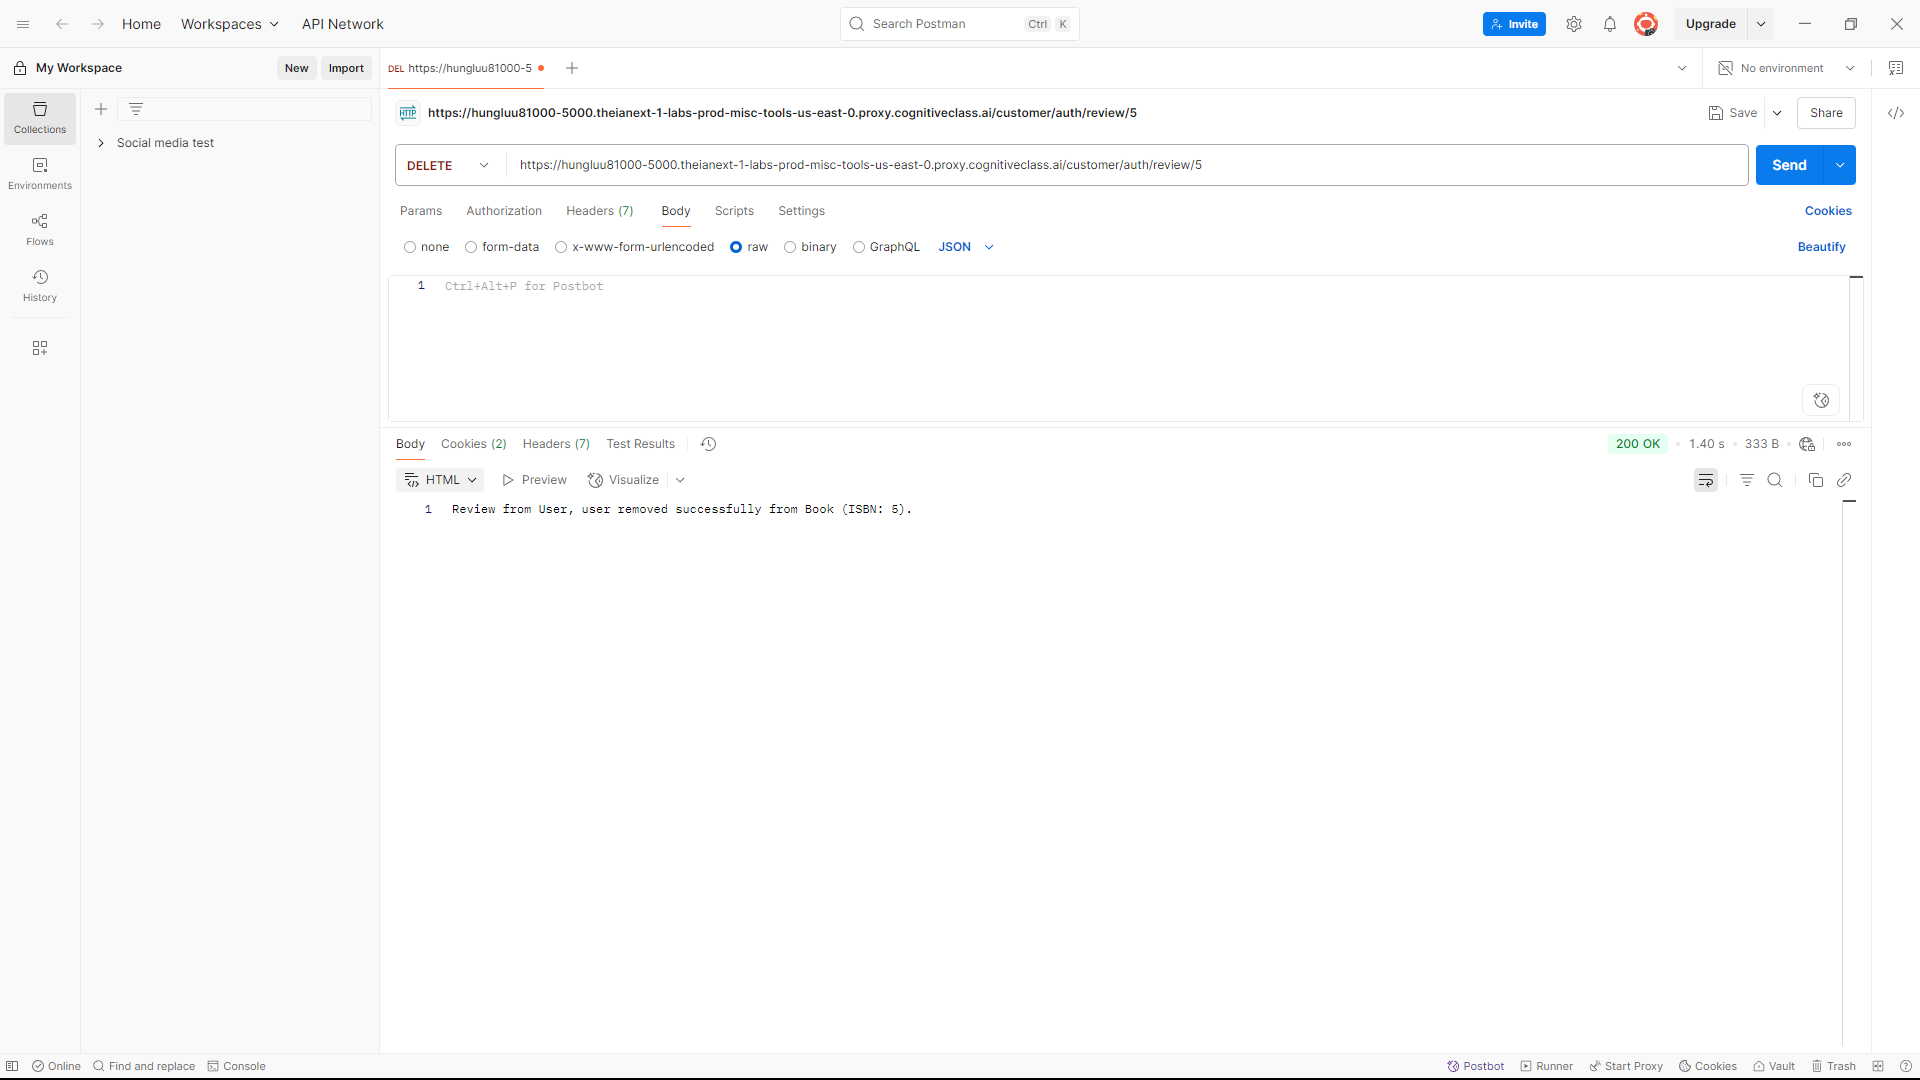 Home Workspaces API Network Search Postman Ctrl K Invite Upgrade
My Workspace New Import DEL https://hungluu81000-5 No environment
Collections
Social media test
Environments
Flows
History
https://hungluu81000-5000.theianext-1-labs-prod-misc-tools-us-east-0.proxy.cognitiveclass.ai/customer/auth/review/5 Save Share
DELETE https://hungluu81000-5000.theianext-1-labs-prod-misc-tools-us-east-0.proxy.cognitiveclass.ai/customer/auth/review/5 Send
Params Authorization Headers (7) Body Scripts Settings Cookies
none form-data x-www-form-urlencoded raw binary GraphQL JSON Beautify
1 Ctrl+Alt+P for Postbot
Body Cookies (2) Headers (7) Test Results 200 OK • 1.40 s • 333 B •
HTML Preview Visualize
1 Review from User, user removed successfully from Book (ISBN: 5).
Online Find and replace Console Postbot Runner Start Proxy Cookies Vault Trash